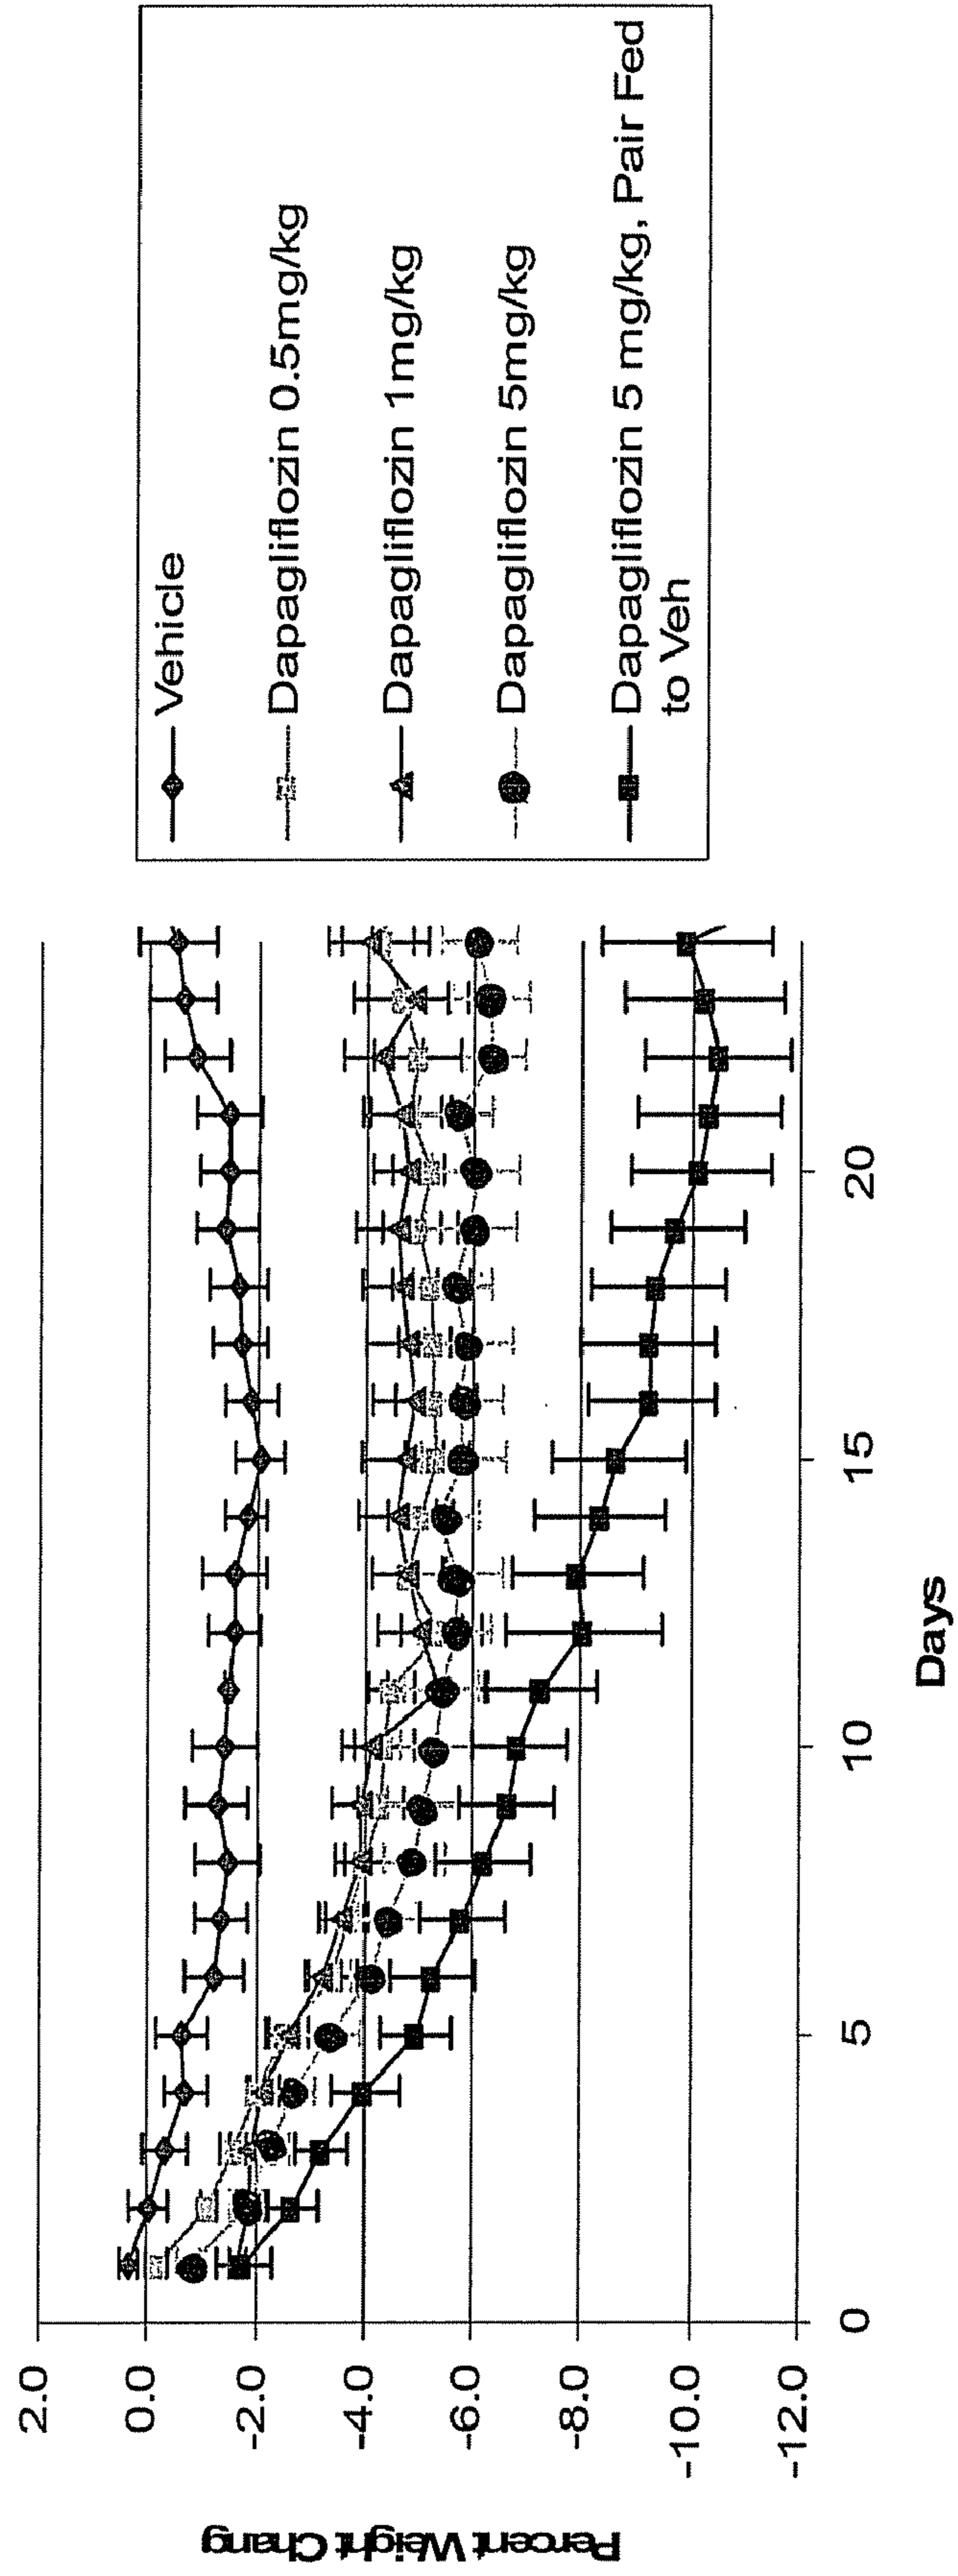 Percent Weight Chang
2.0
0.0
-2.0
-4.0
-6.0
-8.0
-10.0
-12.0
0
5
10
15
20
Days
Vehicle
Dapagliflozin 0.5mg/kg
Dapagliflozin 1mg/kg
Dapagliflozin 5mg/kg
Dapagliflozin 5 mg/kg, Pair Fed
to Veh